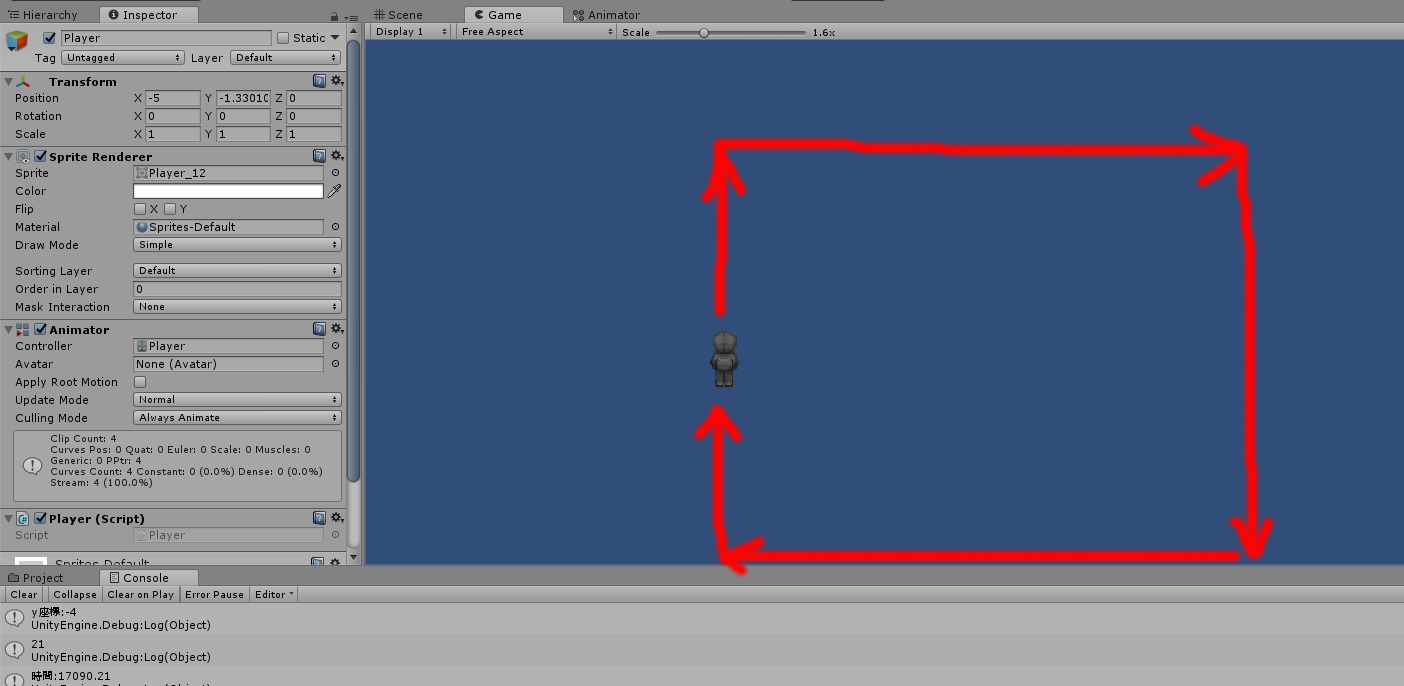 Hierarchy Inspector
Player Static
Tag Untagged Layer Default
Transform
Position X -5 Y -1.3301 Z 0
Rotation X 0 Y 0 Z 0
Scale X 1 Y 1 Z 1
Sprite Renderer
Sprite Player_12
Color
Flip X Y
Material Sprites-Default
Draw Mode Simple
Sorting Layer Default
Order in Layer 0
Mask Interaction None
Animator
Controller Player
Avatar None (Avatar)
Apply Root Motion
Update Mode Normal
Culling Mode Always Animate
Clip Count: 4
Curves Pos: 0 Quat: 0 Euler: 0 Scale: 0 Muscles: 0
Generic: 0 PPtr: 4
Curves Count: 4 Constant: 0 (0.0%) Dense: 0 (0.0%)
Stream: 4 (100.0%)
Player (Script)
Script Player
Sprites-Default
Scene Game Animator
Display 1 Free Aspect Scale 1.6x
Project Console
Clear Collapse Clear on Play Error Pause Editor
y座標:-4
UnityEngine.Debug:Log(Object)
21
UnityEngine.Debug:Log(Object)
時間:17090.21